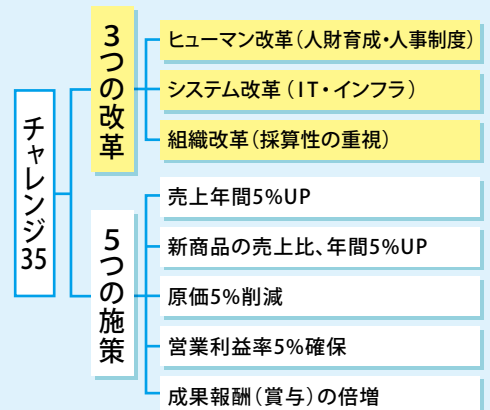 チャレンジ35
3つの改革
ヒューマン改革（人財育成・人事制度）
システム改革（IT・インフラ）
組織改革（採算性の重視）
5つの施策
売上年間5%UP
新商品の売上比、年間5%UP
原価5%削減
営業利益率5%確保
成果報酬（賞与）の倍増